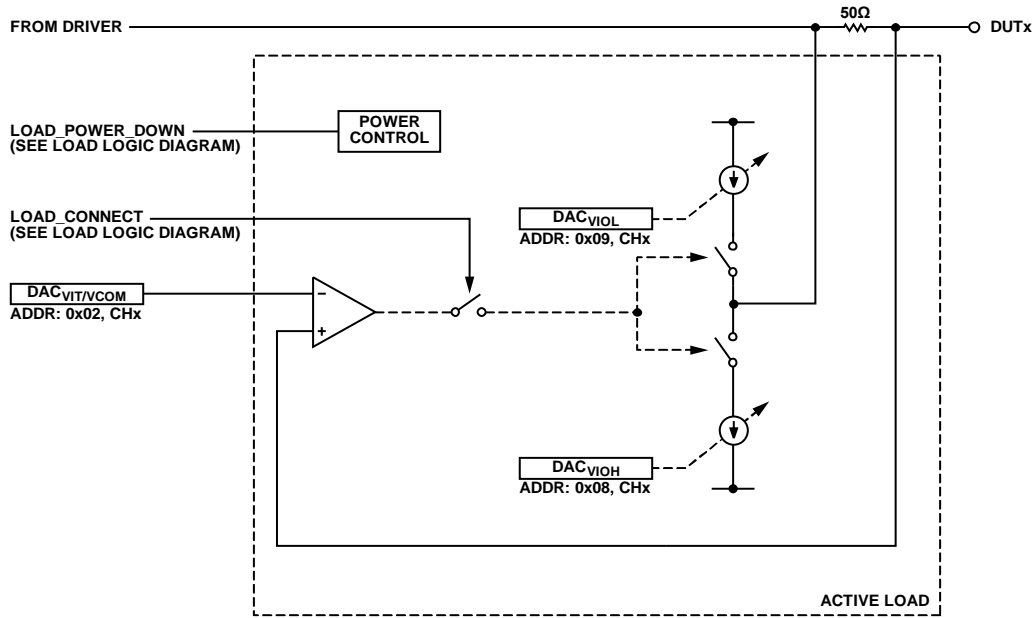 50Ω
FROM DRIVER
DUTx
POWER
CONTROL
LOAD_POWER_DOWN
(SEE LOAD LOGIC DIAGRAM)
LOAD_CONNECT
(SEE LOAD LOGIC DIAGRAM)
DACVIOL
ADDR: 0x09, CHx
DACVIT/VCOM
ADDR: 0x02, CHx
–
+
DACVIOH
ADDR: 0x08, CHx
ACTIVE LOAD